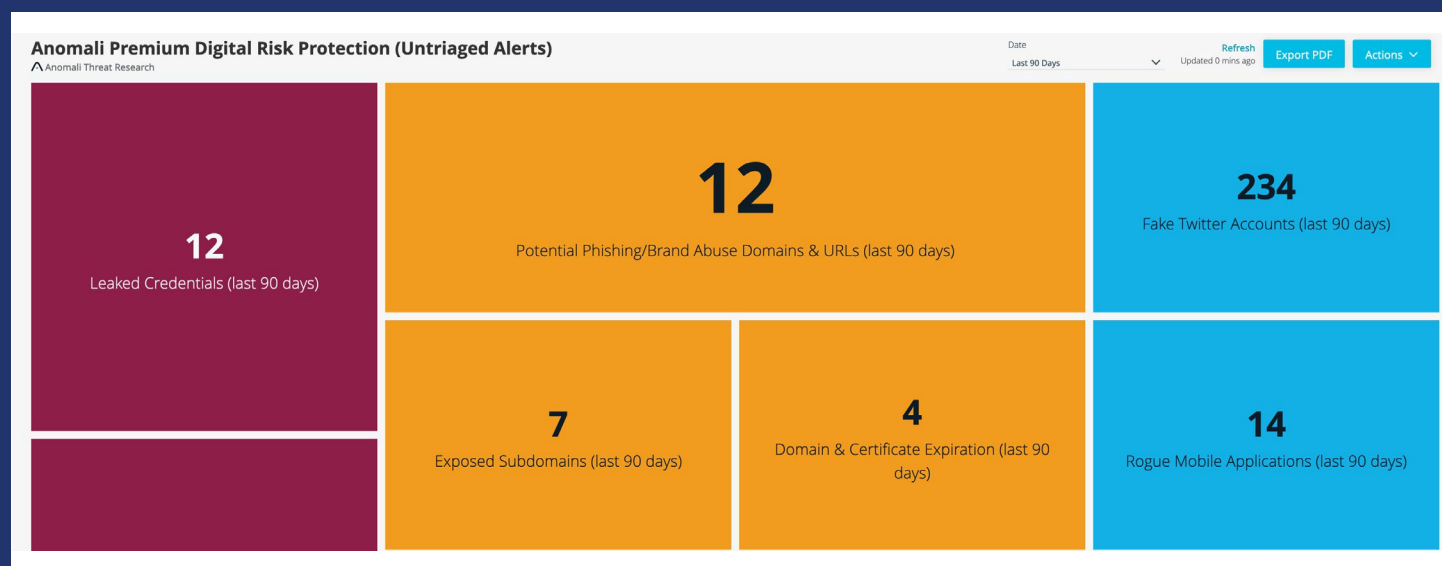 Anomali Premium Digital Risk Protection (Untriaged Alerts)
Anomali Threat Research
Date
Last 90 Days
Refresh
Updated 0 mins ago
Export PDF
Actions
12
Leaked Credentials (last 90 days)
12
Potential Phishing/Brand Abuse Domains & URLs (last 90 days)
234
Fake Twitter Accounts (last 90 days)
7
Exposed Subdomains (last 90 days)
4
Domain & Certificate Expiration (last 90
days)
14
Rogue Mobile Applications (last 90 days)